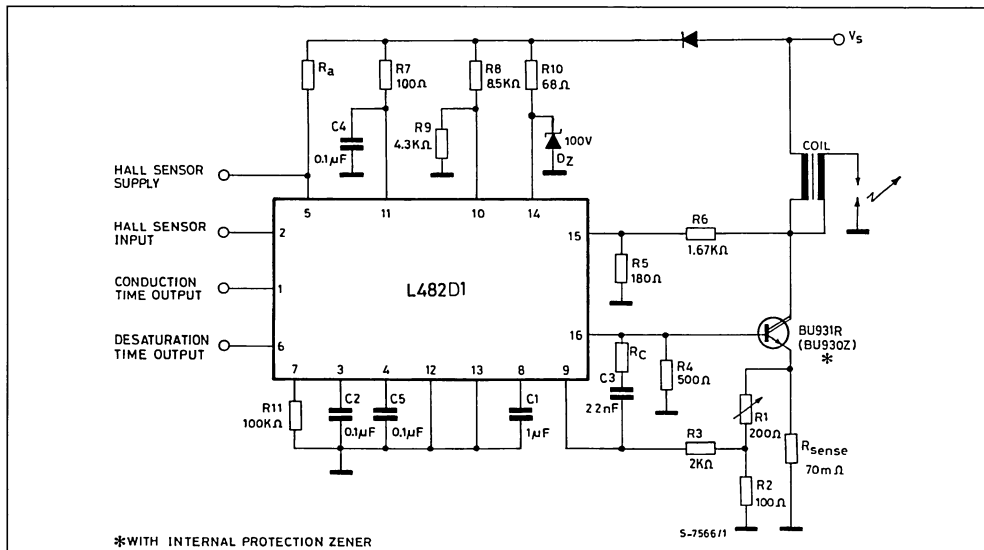 Vs
Ra
R7
100Ω
R8
8.5KΩ
R10
68Ω
C4
0.1µF
R9
4.3KΩ
100V
DZ
COIL
HALL SENSOR
SUPPLY
5
11
10
14
HALL SENSOR
INPUT
2
15
R6
1.67KΩ
R5
180Ω
CONDUCTION
TIME OUTPUT
1
L482D1
DESATURATION
TIME OUTPUT
6
16
BU931R
(BU930Z)
*
RC
C3
22nF
R4
500Ω
7
3
4
12
13
8
9
R11
100KΩ
C2
0.1µF
C5
0.1µF
C1
1µF
R3
2KΩ
R1
200Ω
Rsense
70mΩ
R2
100Ω
S-7566/1
*WITH INTERNAL PROTECTION ZENER